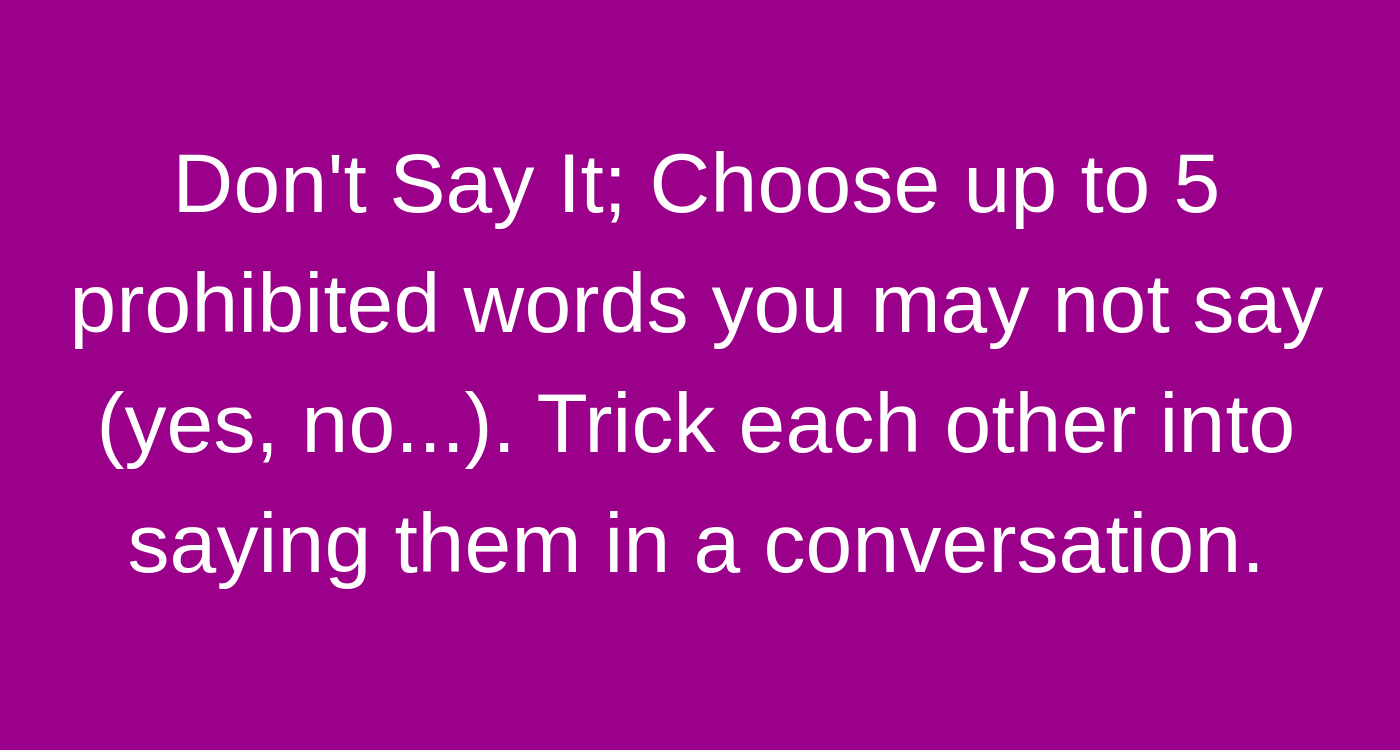 Don't Say It; Choose up to 5
prohibited words you may not say
(yes, no...). Trick each other into
saying them in a conversation.